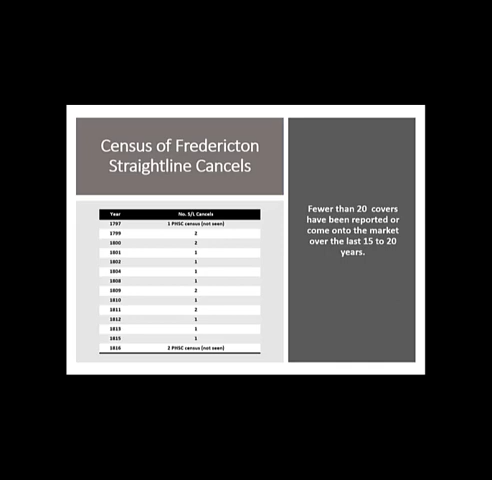 Census of Fredericton
Straightline Cancels
Year No. S/L Cancels
1797 1 PHSC census (not seen)
1799 2
1800 2
1801 1
1802 1
1804 1
1808 1
1809 2
1810 1
1811 2
1812 1
1813 1
1815 1
1816 2 PHSC census (not seen)
Fewer than 20 covers
have been reported or
come onto the market
over the last 15 to 20
years.